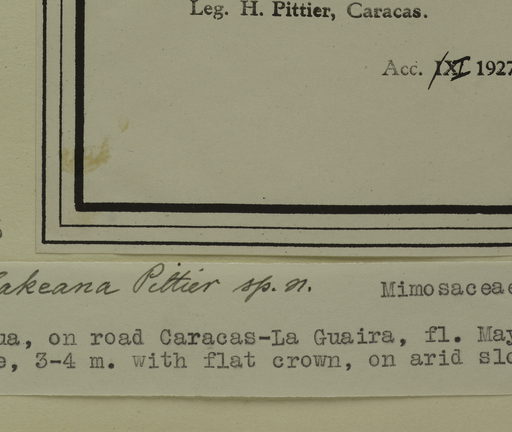 Leg. H. Pittier, Caracas.
Acc. IXI 1927
akeana Pittier sp. n. Mimosaceae
ua, on road Caracas-La Guaira, fl. May
e, 3-4 m. with flat crown, on arid slo